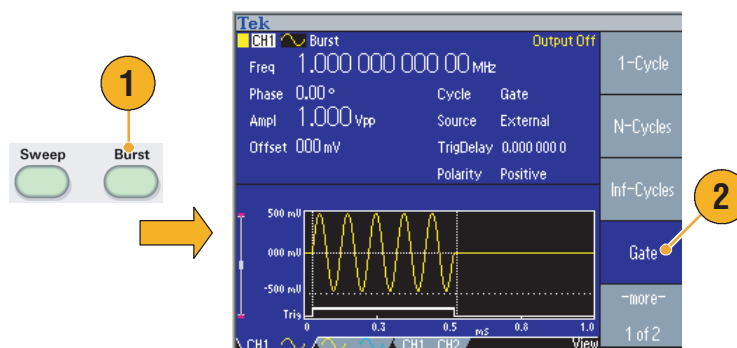 Tek
CH1 Burst Output Off
Freq 1.000 000 000 00 MHz
Phase 0.00 °
Ampl 1.000 Vpp
Offset 000 mV
Cycle Gate
Source External
TrigDelay 0.000 000 0
Polarity Positive
1-Cycle
N-Cycles
Inf-Cycles
Gate
-more-
1 of 2
1
2
Sweep
Burst
500 mV
000 mV
-500 mV
Trig
0 0.3 0.5 ms 0.8 1.0
CH1 CH1 CH2 View